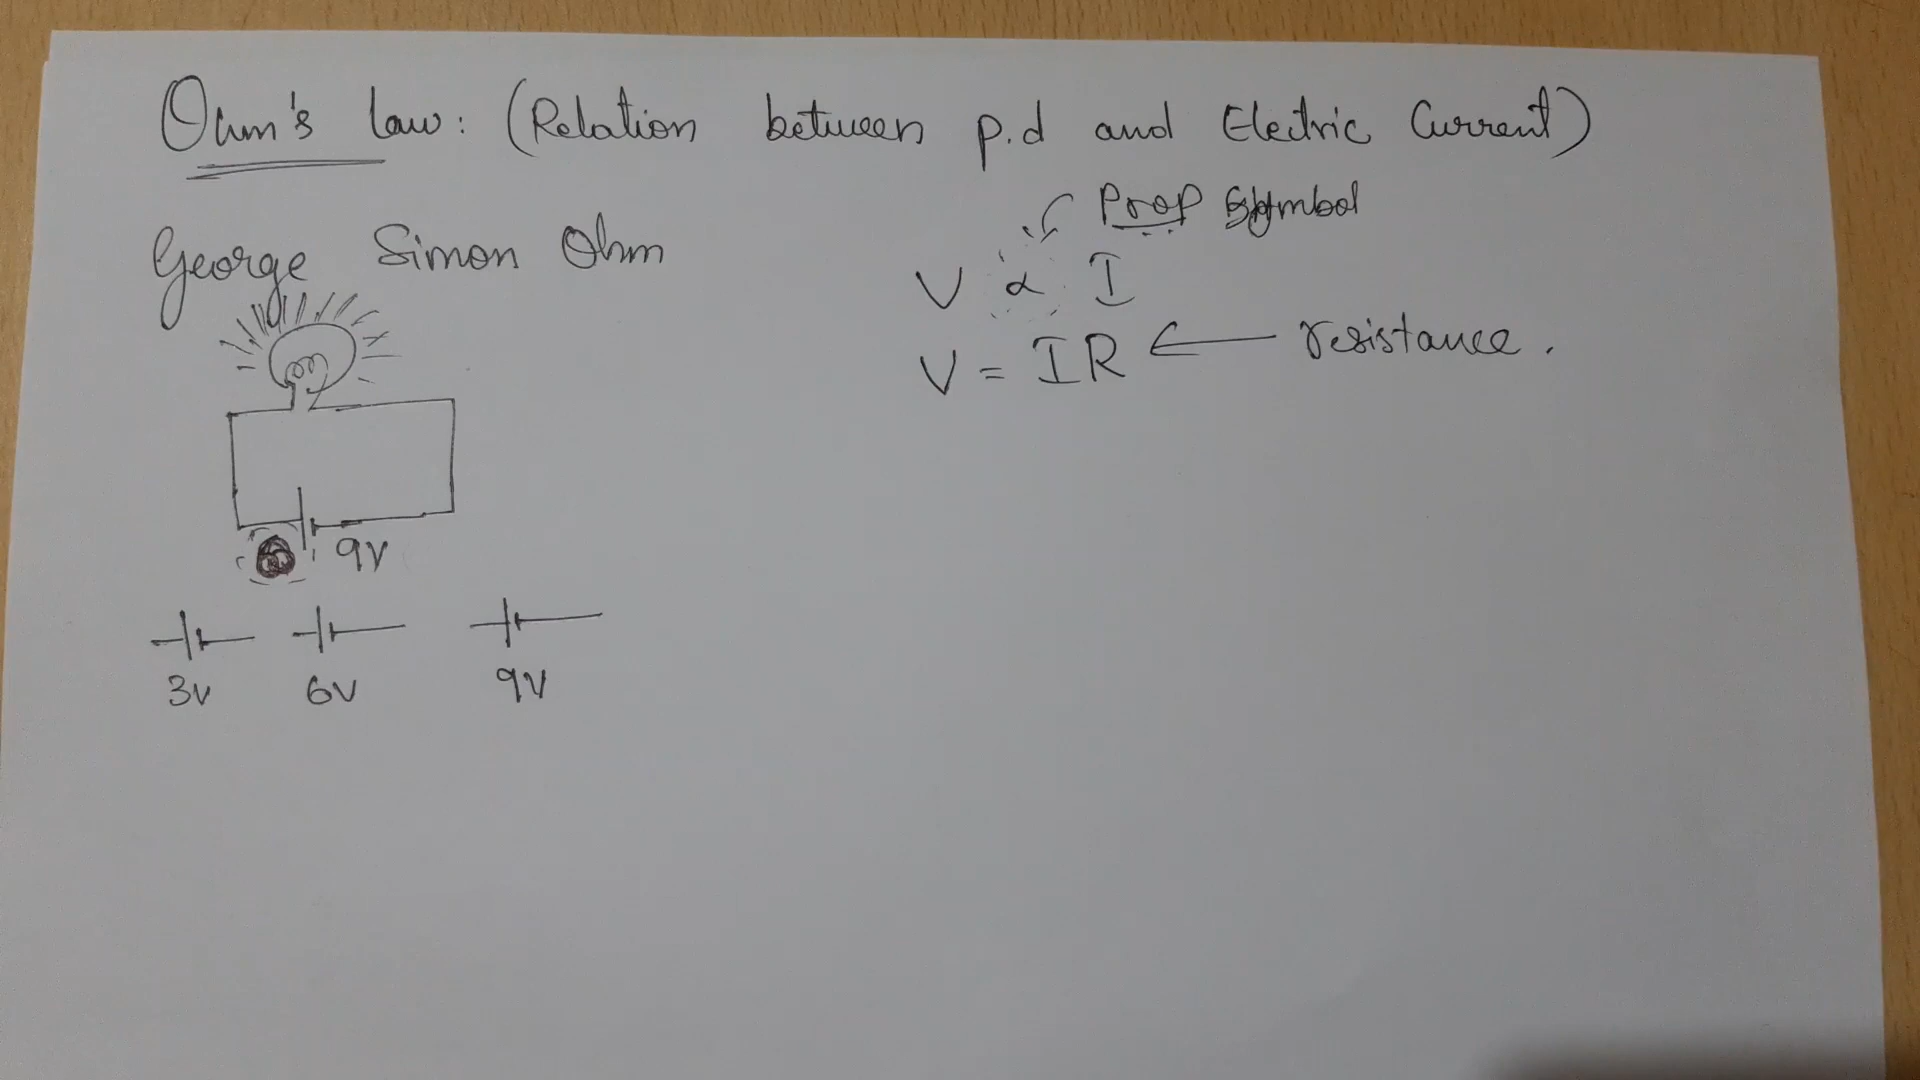 Ohm's law: (Relation between p.d and Electric Current)
George Simon Ohm
Prop Symbol
V ∝ I
V = IR ← resistance.
9V
3V 6V 9V